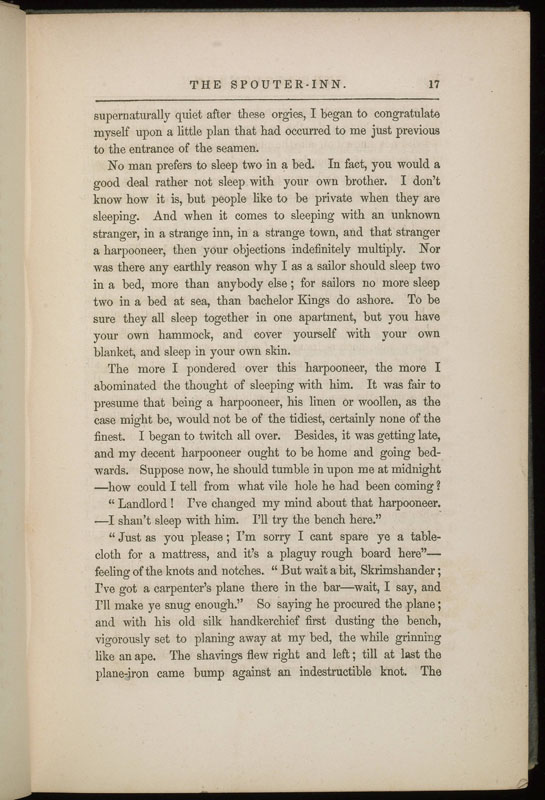 THE SPOUTER-INN. 17
supernaturally quiet after these orgies, I began to congratulate
myself upon a little plan that had occurred to me just previous
to the entrance of the seamen.
No man prefers to sleep two in a bed. In fact, you would a
good deal rather not sleep with your own brother. I don't
know how it is, but people like to be private when they are
sleeping. And when it comes to sleeping with an unknown
stranger, in a strange inn, in a strange town, and that stranger
a harpooneer, then your objections indefinitely multiply. Nor
was there any earthly reason why I as a sailor should sleep two
in a bed, more than anybody else; for sailors no more sleep
two in a bed at sea, than bachelor Kings do ashore. To be
sure they all sleep together in one apartment, but you have
your own hammock, and cover yourself with your own
blanket, and sleep in your own skin.
The more I pondered over this harpooneer, the more I
abominated the thought of sleeping with him. It was fair to
presume that being a harpooneer, his linen or woollen, as the
case might be, would not be of the tidiest, certainly none of the
finest. I began to twitch all over. Besides, it was getting late,
and my decent harpooneer ought to be home and going bed-
wards. Suppose now, he should tumble in upon me at midnight
—how could I tell from what vile hole he had been coming?
"Landlord! I've changed my mind about that harpooneer.
—I shan't sleep with him. I'll try the bench here."
"Just as you please; I'm sorry I cant spare ye a table-
cloth for a mattress, and it's a plaguy rough board here"—
feeling of the knots and notches. "But wait a bit, Skrimshander;
I've got a carpenter's plane there in the bar—wait, I say, and
I'll make ye snug enough." So saying he procured the plane;
and with his old silk handkerchief first dusting the bench,
vigorously set to planing away at my bed, the while grinning
like an ape. The shavings flew right and left; till at last the
plane-iron came bump against an indestructible knot. The